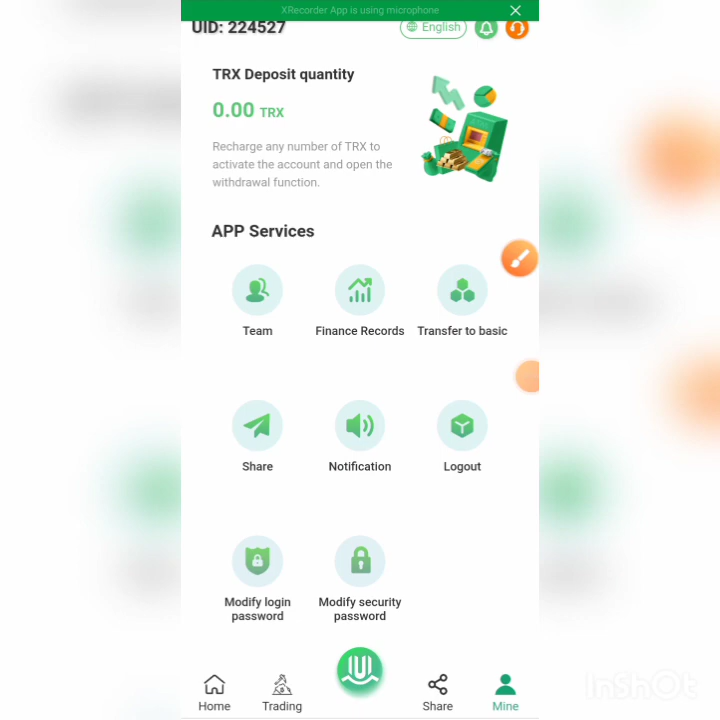 XRecorder App is using microphone
UID: 224527
English
TRX Deposit quantity
0.00 TRX
Recharge any number of TRX to
activate the account and open the
withdrawal function.
APP Services
Team
Finance Records
Transfer to basic
Share
Notification
Logout
Modify login
password
Modify security
password
Home
Trading
Share
Mine
InShOt